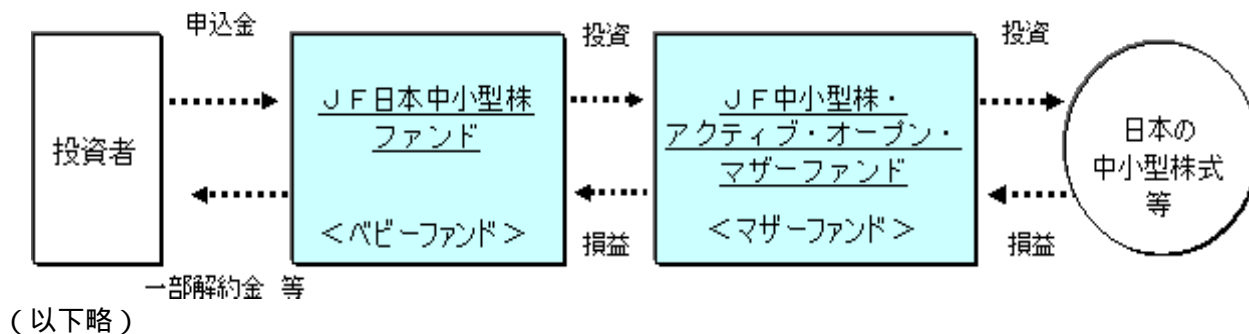 申込金
投資
投資
投資者
ＪＦ日本中小型株
ファンド
＜ベビーファンド＞
ＪＦ中小型株・
アクティブ・オープン・
マザーファンド
＜マザーファンド＞
日本の
中小型株式
等
一部解約金 等
損益
損益
（以下略）